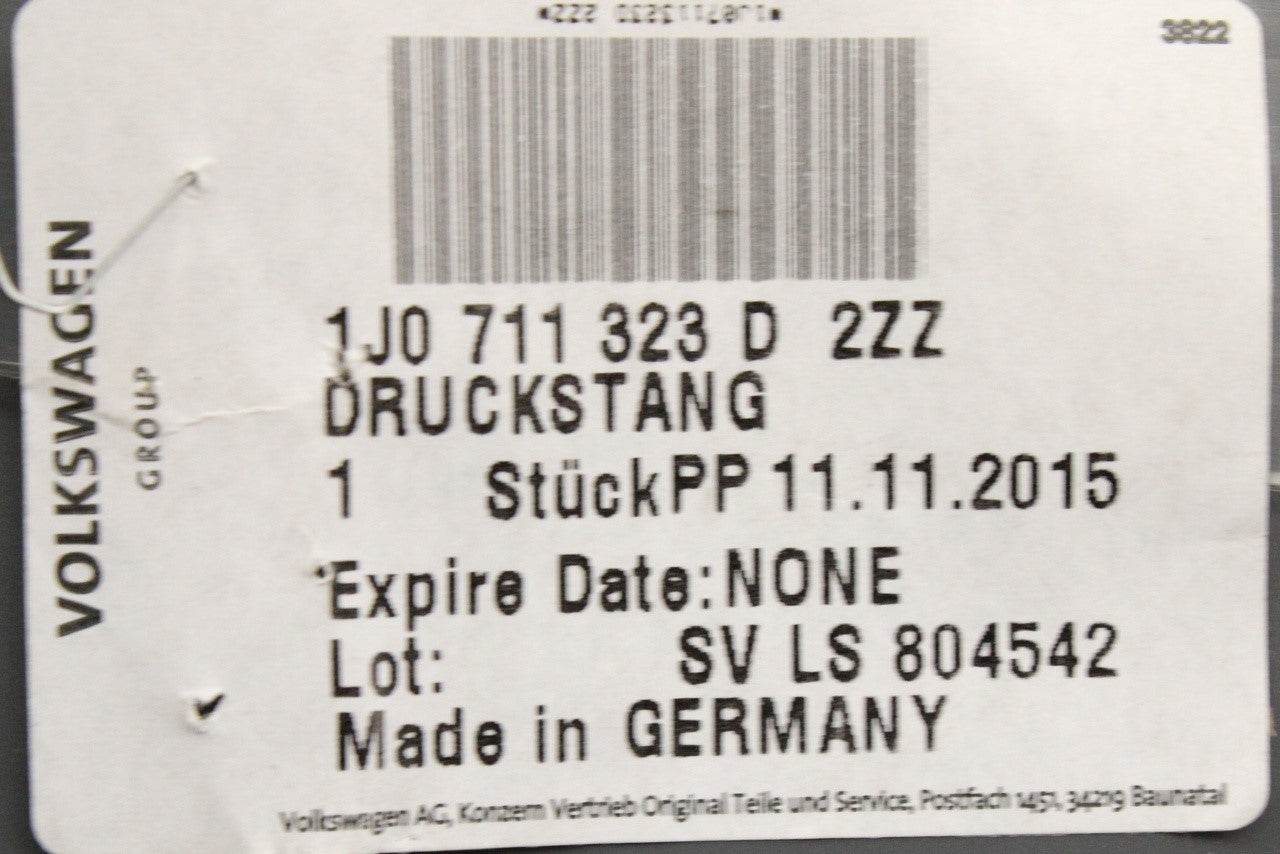 *1J0711323D 2ZZ*
3822
VOLKSWAGEN
GROUP
1J0 711 323 D 2ZZ
DRUCKSTANG
1 StückPP 11.11.2015
Expire Date:NONE
Lot: SV LS 804542
Made in GERMANY
Volkswagen AG, Konzern Vertrieb Original Teile und Service, Postfach 1451, 34219 Baunatal